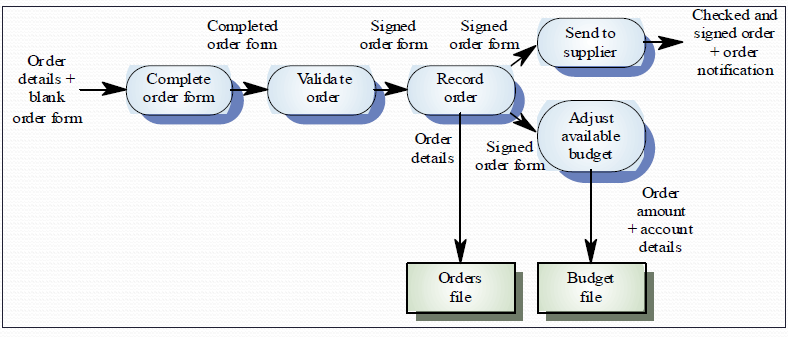 Completed
order form
Signed
order form
Signed
order form
Send to
supplier
Checked and
signed order
+ order
notification
Order
details +
blank
order form
Complete
order form
Validate
order
Record
order
Adjust
available
budget
Order
details
Signed
order form
Order
amount
+ account
details
Orders
file
Budget
file